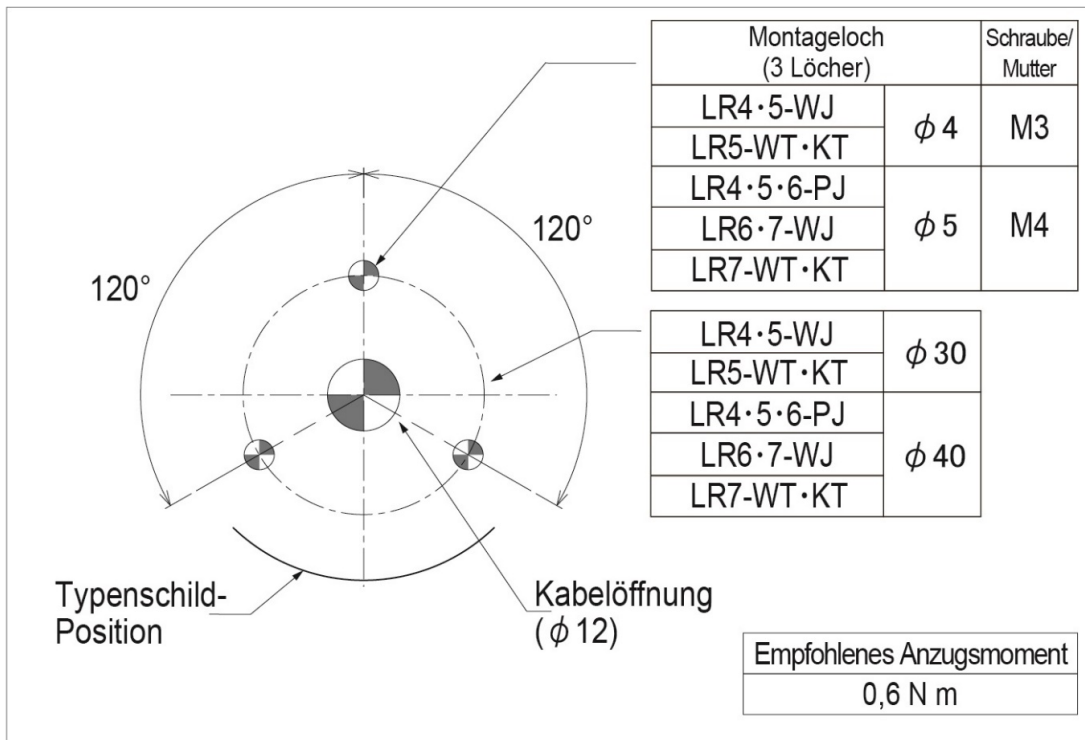 Montageloch
(3 Löcher)
Schraube/
Mutter
LR4･5-WJ
φ4
M3
LR5-WT･KT
LR4･5･6-PJ
LR6･7-WJ
φ5
M4
LR7-WT･KT
120°
120°
LR4･5-WJ
φ30
LR5-WT･KT
LR4･5･6-PJ
LR6･7-WJ
φ40
LR7-WT･KT
Typenschild-
Position
Kabelöffnung
(φ12)
Empfohlenes Anzugsmoment
0,6 N m